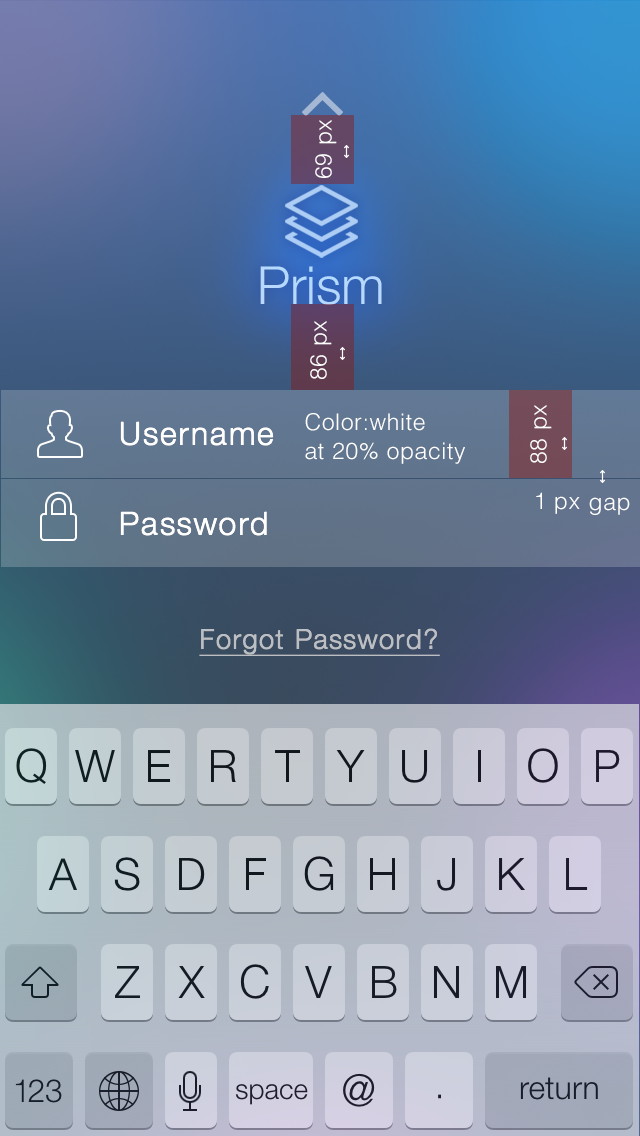 69 px
Prism
86 px
Username
Color:white
at 20% opacity
88 px
1 px gap
Password
Forgot Password?
Q W E R T Y U I O P
A S D F G H J K L
Z X C V B N M
123 space @ . return